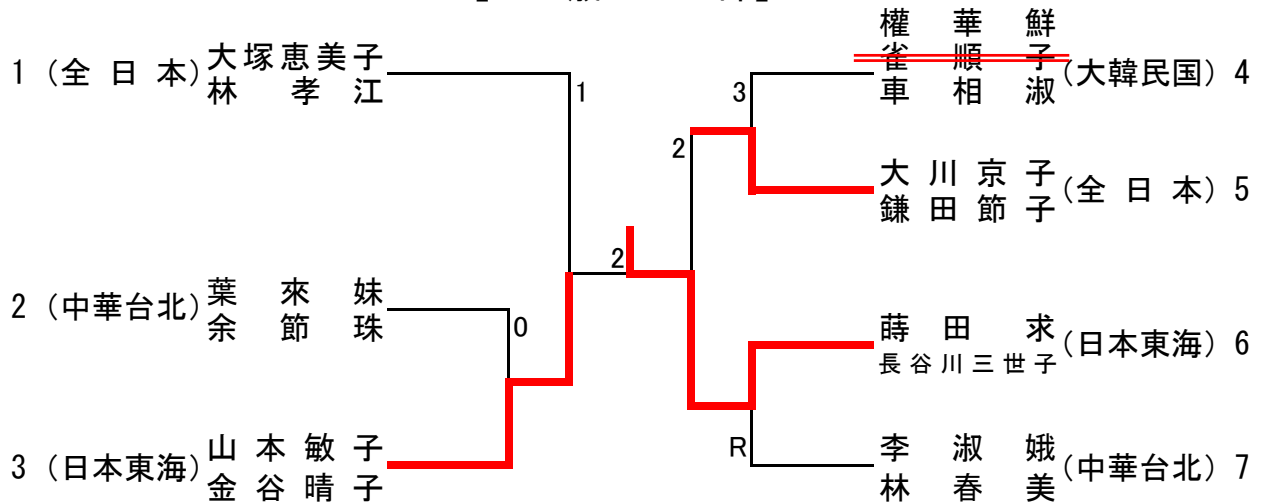 1 (全日本) 大塚恵美子
林孝江
1
2 (中華台北) 葉來妹
余節珠
0
3 (日本東海) 山本敏子
金谷晴子
2
權華鮮
雀順子
車相淑
(大韓民国) 4
3
2
大川京子
鎌田節子
(全日本) 5
蒔田求
長谷川三世子
(日本東海) 6
R
李淑娥
林春美
(中華台北) 7